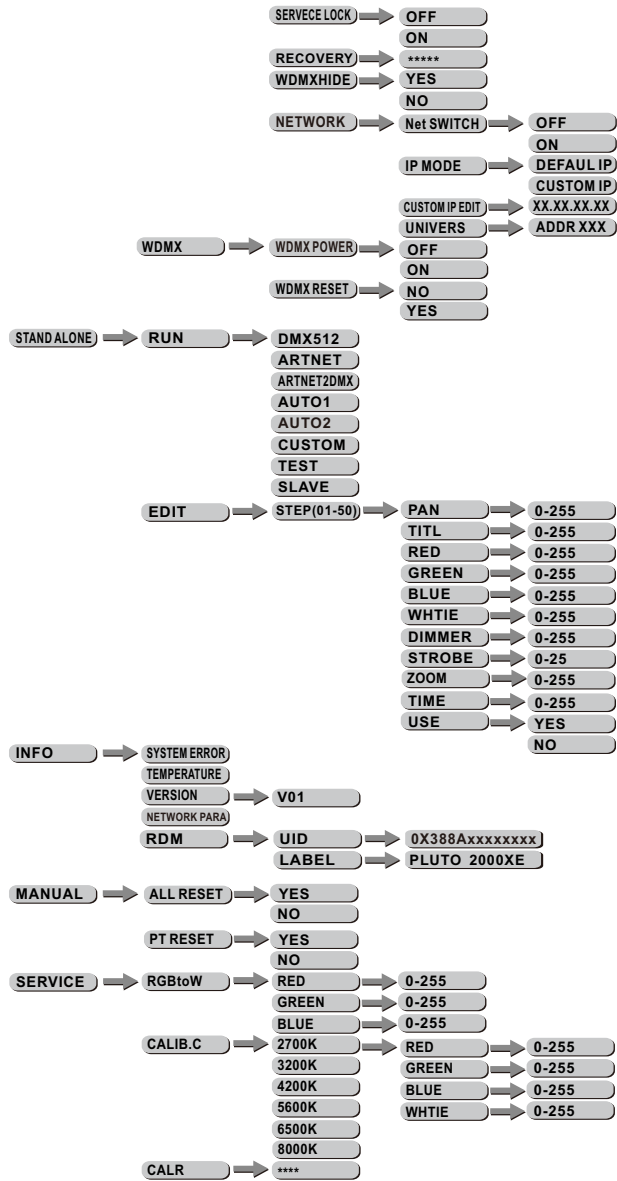 SERVECE LOCK OFF
ON
RECOVERY *****
WDMXHIDE YES
NO
NETWORK Net SWITCH OFF
ON
IP MODE DEFAUL IP
CUSTOM IP
CUSTOM IP EDIT XX.XX.XX.XX
UNIVERS ADDR XXX
WDMX WDMX POWER OFF
ON
WDMX RESET NO
YES
STAND ALONE RUN DMX512
ARTNET
ARTNET2DMX
AUTO1
AUTO2
CUSTOM
TEST
SLAVE
EDIT STEP(01-50) PAN 0-255
TITL 0-255
RED 0-255
GREEN 0-255
BLUE 0-255
WHTIE 0-255
DIMMER 0-255
STROBE 0-25
ZOOM 0-255
TIME 0-255
USE YES
NO
INFO SYSTEM ERROR
TEMPERATURE
VERSION V01
NETWORK PARA
RDM UID 0X388Axxxxxxxx
LABEL PLUTO 2000XE
MANUAL ALL RESET YES
NO
PT RESET YES
NO
SERVICE RGBtoW RED 0-255
GREEN 0-255
BLUE 0-255
CALIB.C 2700K RED 0-255
3200K GREEN 0-255
4200K BLUE 0-255
5600K WHTIE 0-255
6500K
8000K
CALR ****